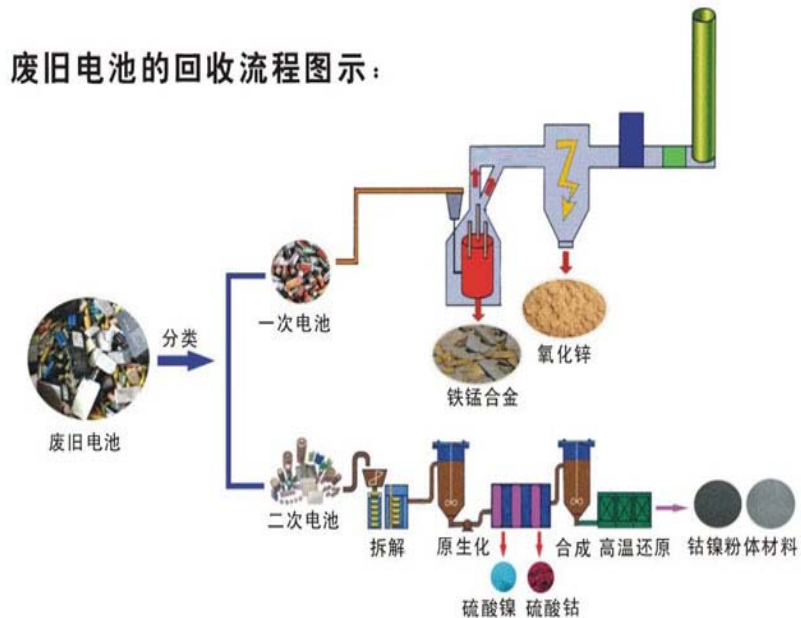 废旧电池的回收流程图示：
分类
废旧电池
一次电池
铁锰合金
氧化锌
二次电池
拆解
原生化
合成
高温还原
钴镍粉体材料
硫酸镍
硫酸钴